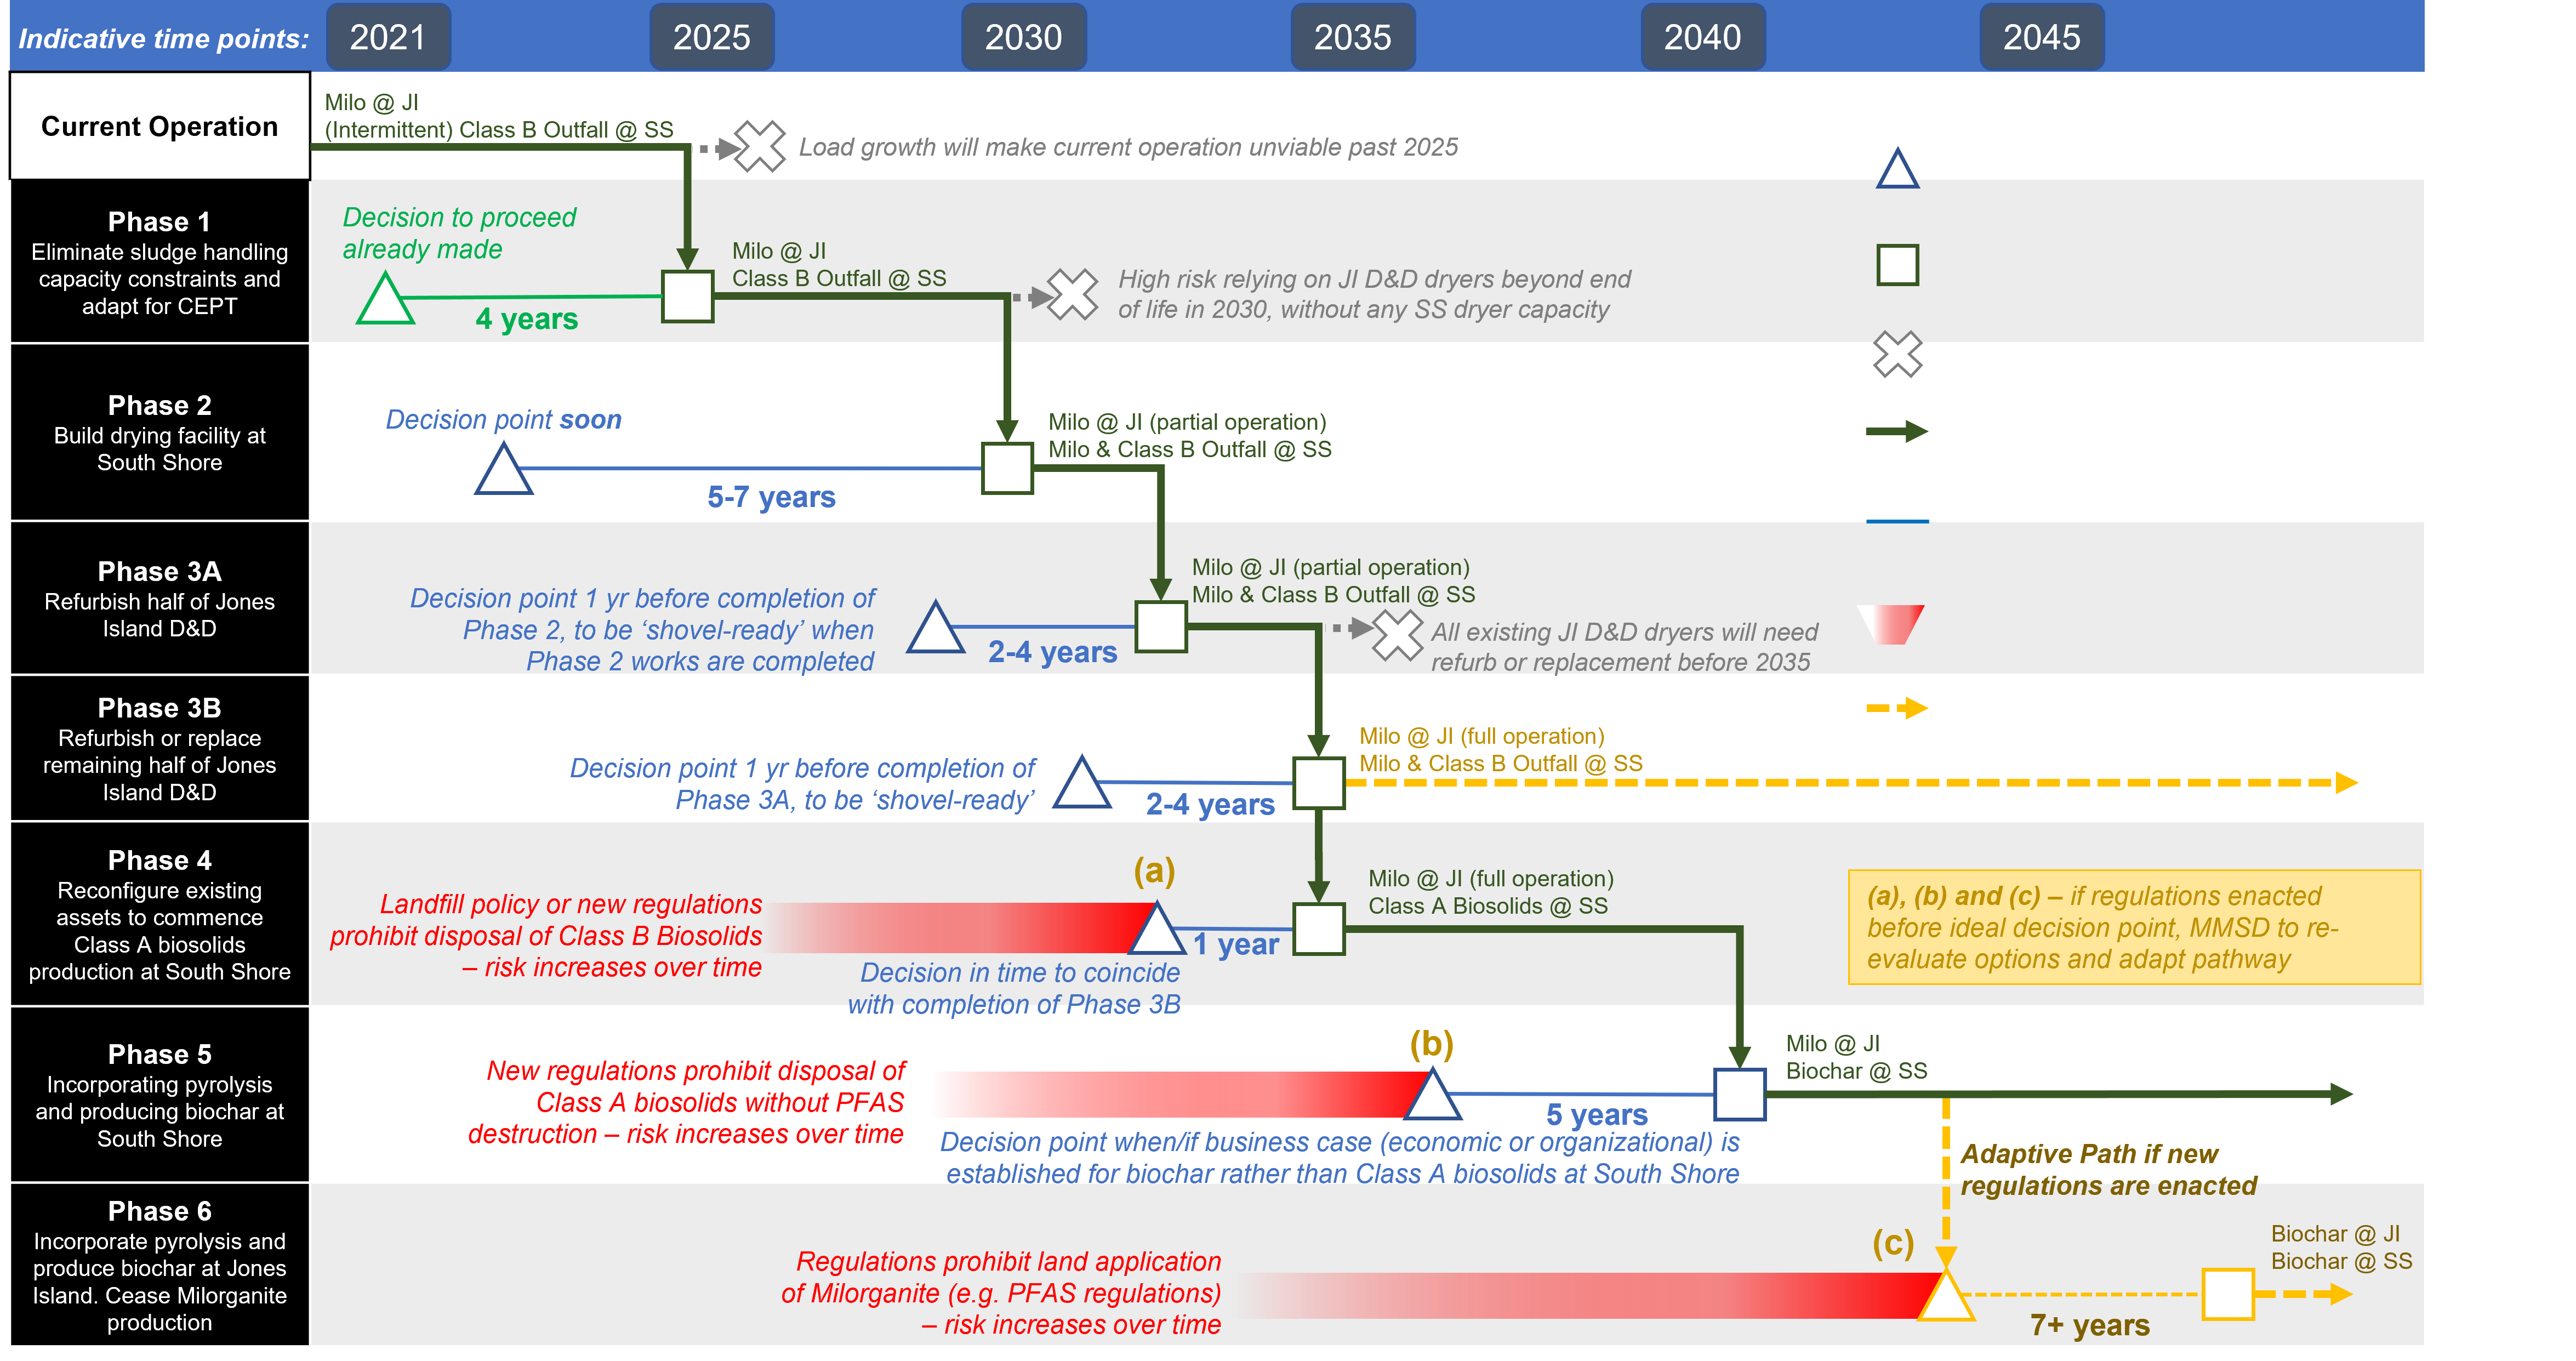 Indicative time points:
2021
2025
2030
2035
2040
2045
Current Operation
Milo @ JI
(Intermittent) Class B Outfall @ SS
Load growth will make current operation unviable past 2025
Phase 1
Eliminate sludge handling
capacity constraints and
adapt for CEPT
Decision to proceed
already made
4 years
Milo @ JI
Class B Outfall @ SS
High risk relying on JI D&D dryers beyond end
of life in 2030, without any SS dryer capacity
Phase 2
Build drying facility at
South Shore
Decision point soon
5-7 years
Milo @ JI (partial operation)
Milo & Class B Outfall @ SS
Phase 3A
Refurbish half of Jones
Island D&D
Decision point 1 yr before completion of
Phase 2, to be ‘shovel-ready’ when
Phase 2 works are completed
2-4 years
Milo @ JI (partial operation)
Milo & Class B Outfall @ SS
All existing JI D&D dryers will need
refurb or replacement before 2035
Phase 3B
Refurbish or replace
remaining half of Jones
Island D&D
Decision point 1 yr before completion of
Phase 3A, to be ‘shovel-ready’
2-4 years
Milo @ JI (full operation)
Milo & Class B Outfall @ SS
Phase 4
Reconfigure existing
assets to commence
Class A biosolids
production at South Shore
Landfill policy or new regulations
prohibit disposal of Class B Biosolids
– risk increases over time
(a)
1 year
Decision in time to coincide
with completion of Phase 3B
Milo @ JI (full operation)
Class A Biosolids @ SS
(a), (b) and (c) – if regulations enacted
before ideal decision point, MMSD to re-
evaluate options and adapt pathway
Phase 5
Incorporating pyrolysis
and producing biochar at
South Shore
New regulations prohibit disposal of
Class A biosolids without PFAS
destruction – risk increases over time
(b)
5 years
Decision point when/if business case (economic or organizational) is
established for biochar rather than Class A biosolids at South Shore
Milo @ JI
Biochar @ SS
Adaptive Path if new
regulations are enacted
Phase 6
Incorporate pyrolysis and
produce biochar at Jones
Island. Cease Milorganite
production
Regulations prohibit land application
of Milorganite (e.g. PFAS regulations)
– risk increases over time
(c)
7+ years
Biochar @ JI
Biochar @ SS